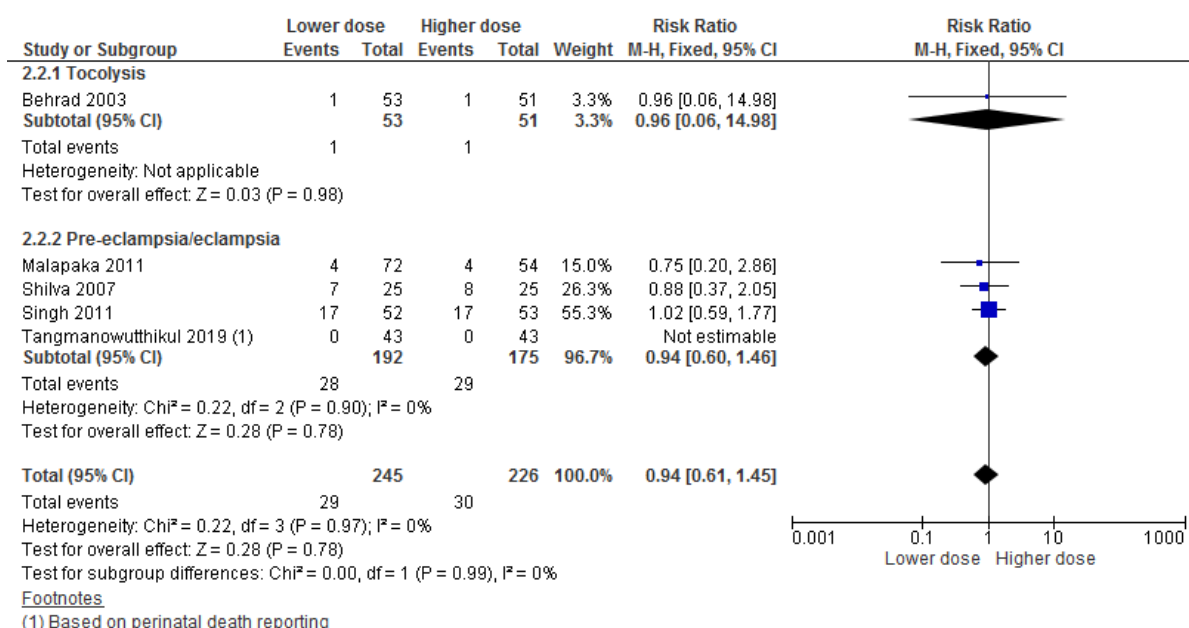 Lower dose Higher dose Risk Ratio Risk Ratio
Study or Subgroup Events Total Events Total Weight M-H, Fixed, 95% CI M-H, Fixed, 95% CI
2.2.1 Tocolysis
Behrad 2003 1 53 1 51 3.3% 0.96 [0.06, 14.98]
Subtotal (95% CI) 53 51 3.3% 0.96 [0.06, 14.98]
Total events 1 1
Heterogeneity: Not applicable
Test for overall effect: Z = 0.03 (P = 0.98)
2.2.2 Pre-eclampsia/eclampsia
Malapaka 2011 4 72 4 54 15.0% 0.75 [0.20, 2.86]
Shilva 2007 7 25 8 25 26.3% 0.88 [0.37, 2.05]
Singh 2011 17 52 17 53 55.3% 1.02 [0.59, 1.77]
Tangmanowutthikul 2019 (1) 0 43 0 43 Not estimable
Subtotal (95% CI) 192 175 96.7% 0.94 [0.60, 1.46]
Total events 28 29
Heterogeneity: Chi² = 0.22, df = 2 (P = 0.90); I² = 0%
Test for overall effect: Z = 0.28 (P = 0.78)
Total (95% CI) 245 226 100.0% 0.94 [0.61, 1.45]
Total events 29 30
Heterogeneity: Chi² = 0.22, df = 3 (P = 0.97); I² = 0%
Test for overall effect: Z = 0.28 (P = 0.78)
Test for subgroup differences: Chi² = 0.00, df = 1 (P = 0.99), I² = 0%
0.001 0.1 1 10 1000
Lower dose Higher dose
Footnotes
(1) Based on perinatal death reporting